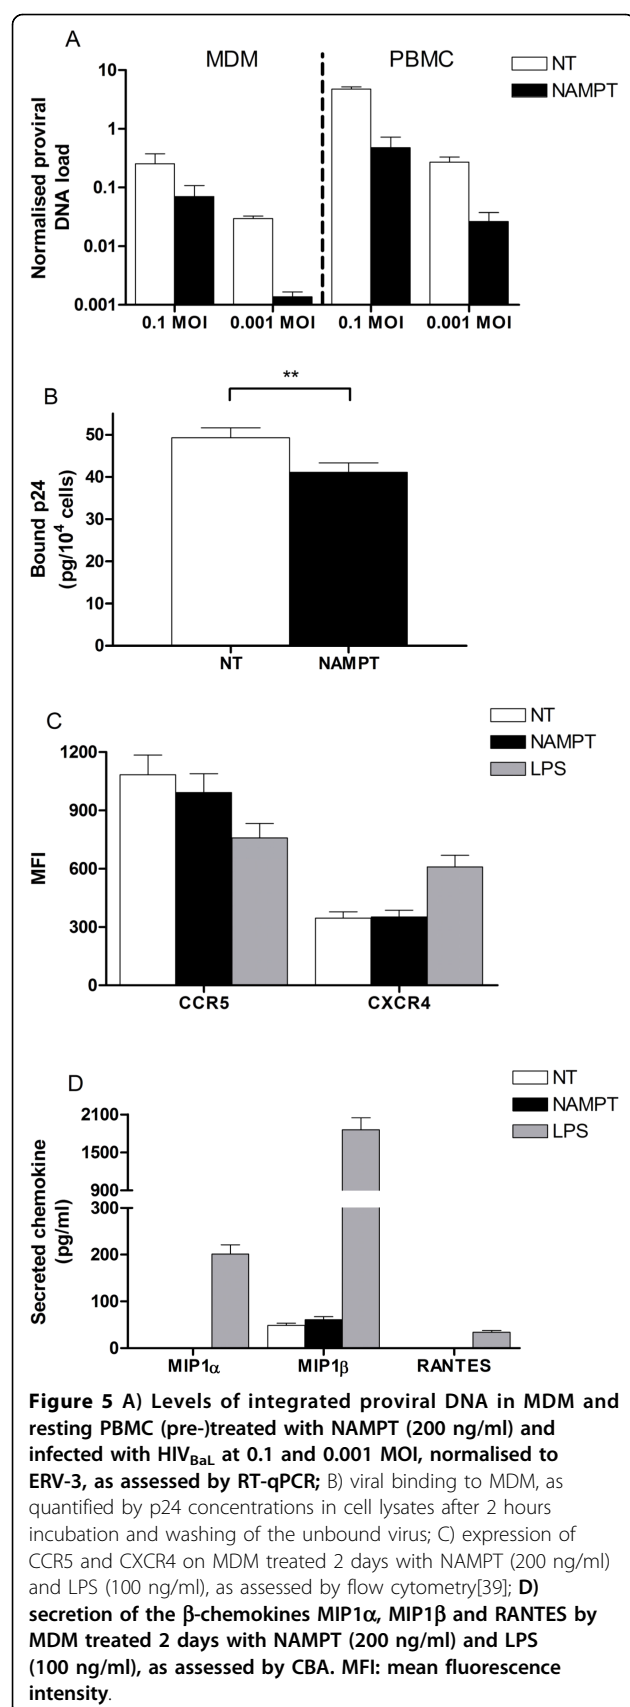 A
MDM
PBMC
NT
NAMPT
Normalised proviral
DNA load
10
1
0.1
0.01
0.001
0.1 MOI
0.001 MOI
0.1 MOI
0.001 MOI
B
**
Bound p24
(pg/10⁴ cells)
50
40
30
20
10
0
NT
NAMPT
C
NT
NAMPT
LPS
MFI
1200
900
600
300
0
CCR5
CXCR4
D
NT
NAMPT
LPS
Secreted chemokine
(pg/ml)
2100
1500
900
300
200
100
0
MIP1α
MIP1β
RANTES
Figure 5 A) Levels of integrated proviral DNA in MDM and
resting PBMC (pre-)treated with NAMPT (200 ng/ml) and
infected with HIV_BaL at 0.1 and 0.001 MOI, normalised to
ERV-3, as assessed by RT-qPCR; B) viral binding to MDM, as
quantified by p24 concentrations in cell lysates after 2 hours
incubation and washing of the unbound virus; C) expression of
CCR5 and CXCR4 on MDM treated 2 days with NAMPT (200 ng/ml)
and LPS (100 ng/ml), as assessed by flow cytometry[39]; D)
secretion of the β-chemokines MIP1α, MIP1β and RANTES by
MDM treated 2 days with NAMPT (200 ng/ml) and LPS
(100 ng/ml), as assessed by CBA. MFI: mean fluorescence
intensity.